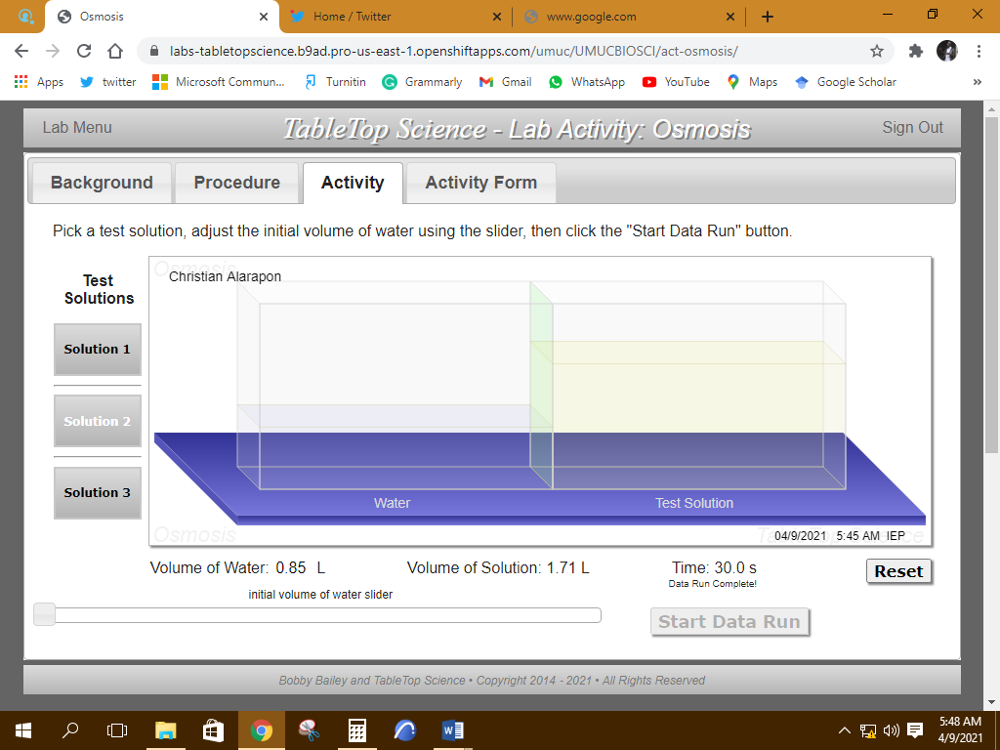 Osmosis
Home / Twitter
www.google.com
labs-tabletopscience.b9ad.pro-us-east-1.openshiftapps.com/umuc/UMUCBIOSCI/act-osmosis/
Apps twitter Microsoft Commun... Turnitin Grammarly Gmail WhatsApp YouTube Maps Google Scholar »
Lab Menu
TableTop Science - Lab Activity: Osmosis
Sign Out
Background Procedure Activity Activity Form
Pick a test solution, adjust the initial volume of water using the slider, then click the "Start Data Run" button.
Test
Solutions
Solution 1
Solution 2
Solution 3
Osmosis
Christian Alarapon
Water
Test Solution
Osmosis
04/9/2021 5:45 AM IEP
Volume of Water: 0.85 L
Volume of Solution: 1.71 L
Time: 30.0 s
Data Run Complete!
Reset
initial volume of water slider
Start Data Run
Bobby Bailey and TableTop Science • Copyright 2014 - 2021 • All Rights Reserved
5:48 AM
4/9/2021